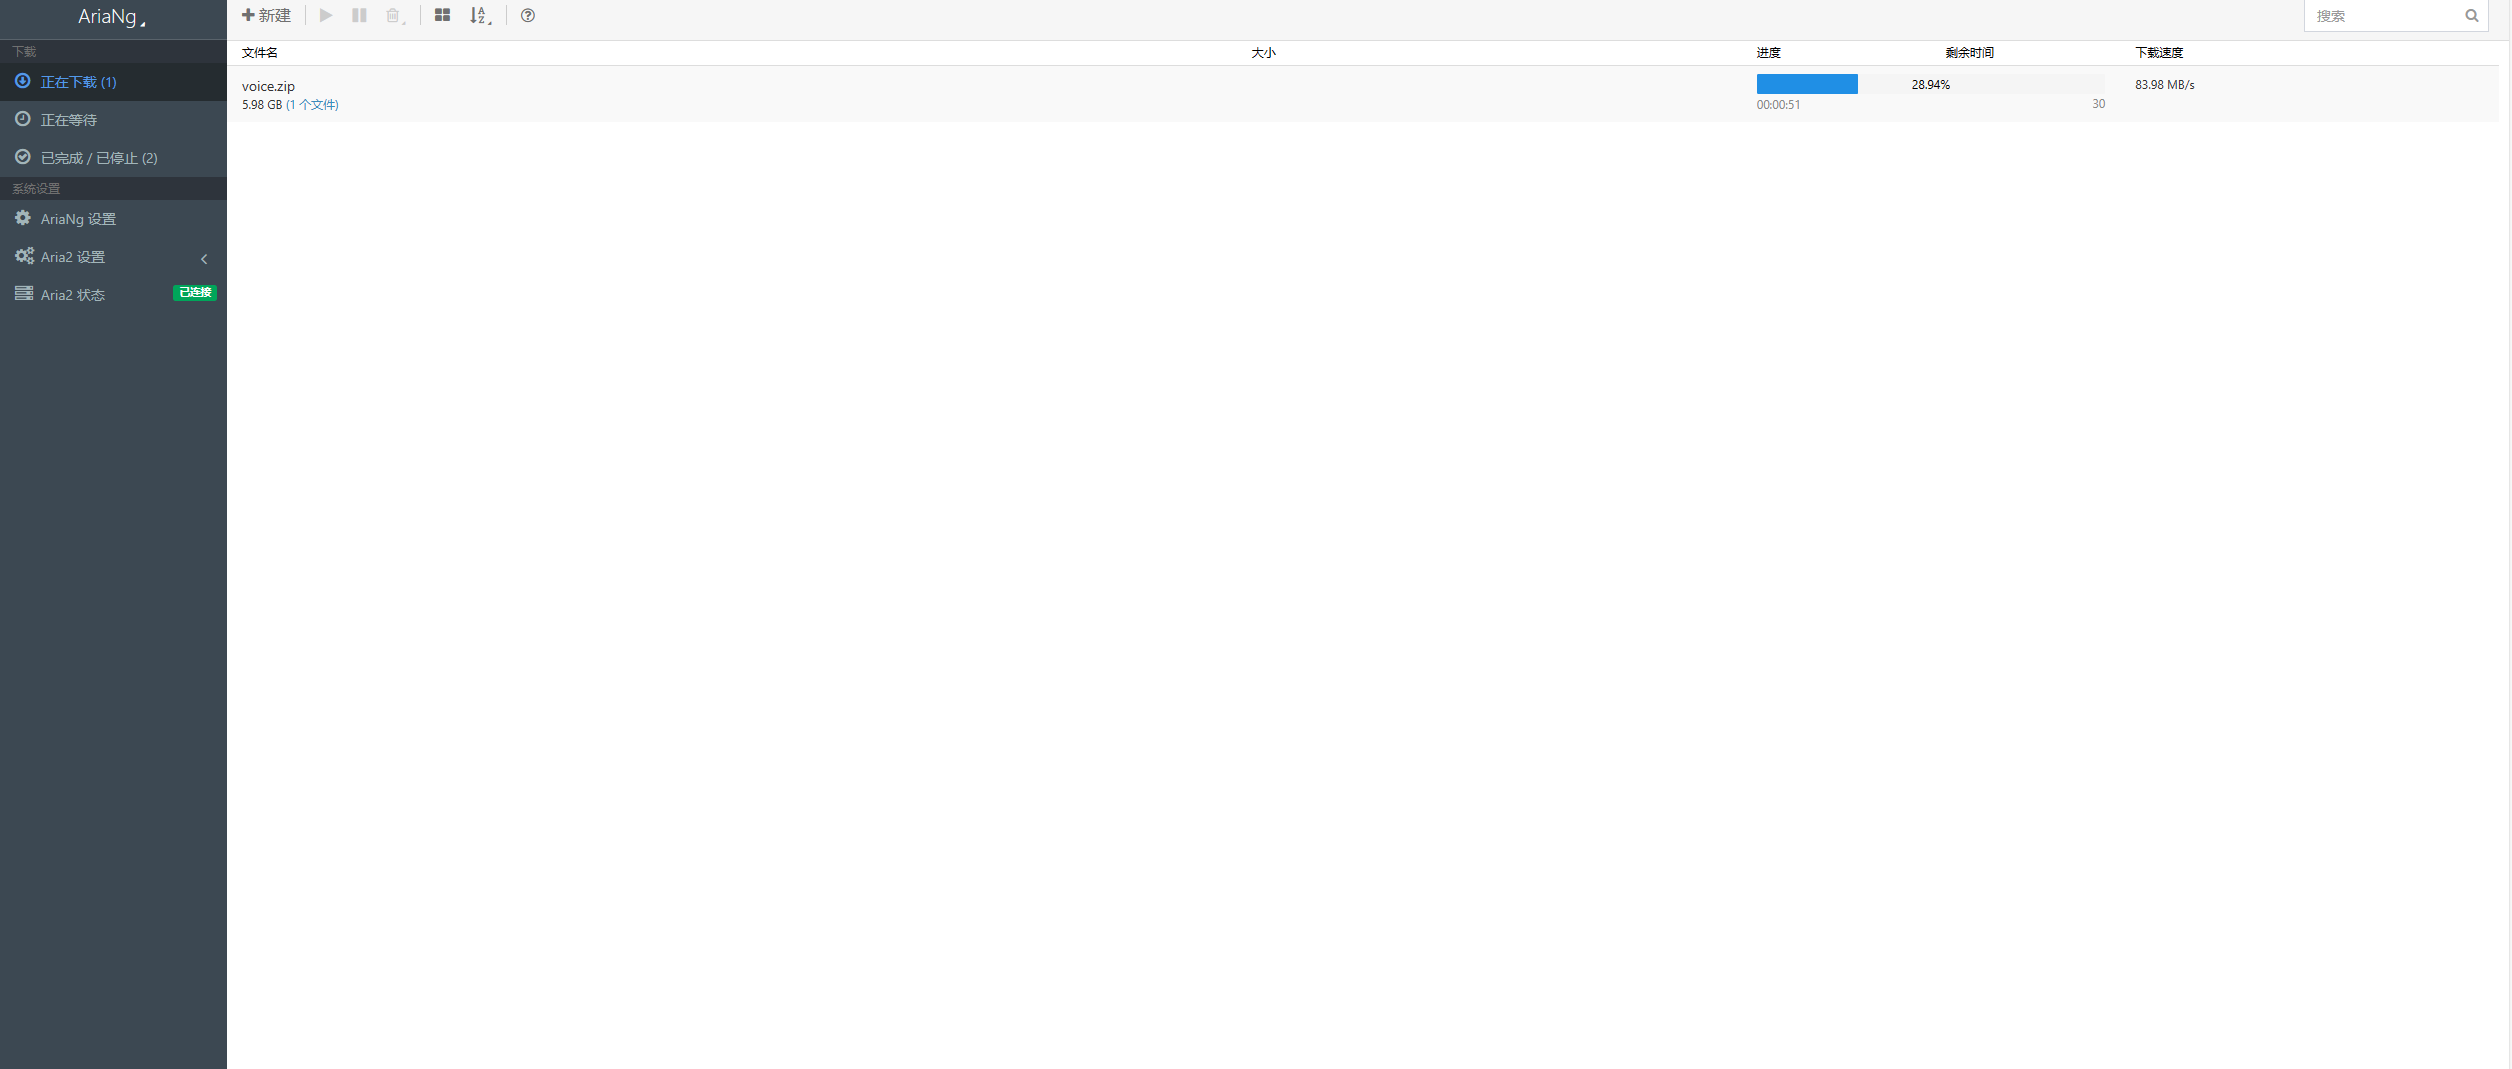 AriaNg
新建
搜索
下载
正在下载 (1)
正在等待
已完成 / 已停止 (2)
系统设置
AriaNg 设置
Aria2 设置
Aria2 状态 已连接
文件名 大小 进度 剩余时间 下载速度
voice.zip 28.94% 83.98 MB/s
5.98 GB (1 个文件) 00:00:51 30